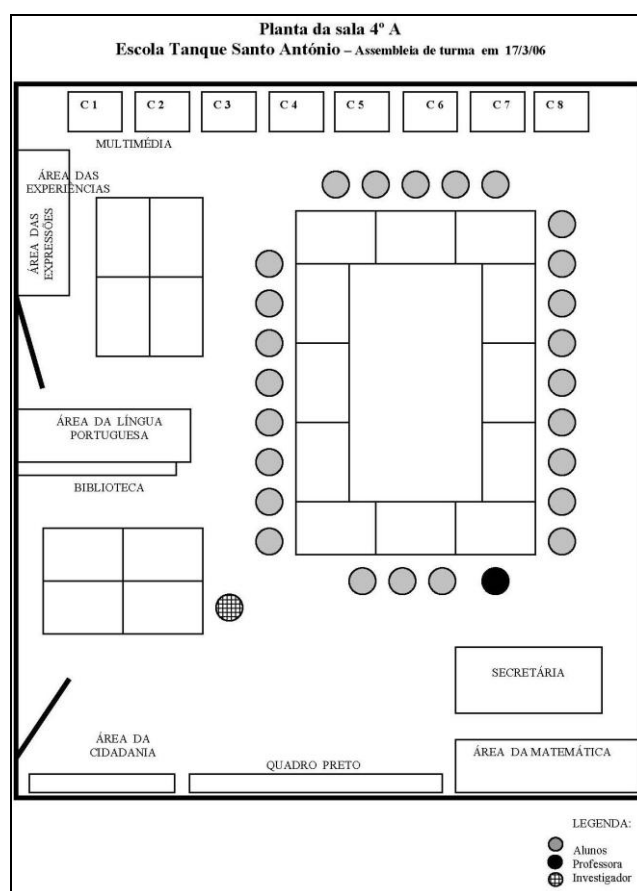 Planta da sala 4º A
Escola Tanque Santo António – Assembleia de turma em 17/3/06
C 1 C 2 C 3 C 4 C 5 C 6 C 7 C 8
MULTIMÉDIA
ÁREA DAS
EXPERIÊNCIAS
ÁREA DAS
EXPRESSÕES
ÁREA DA LÍNGUA
PORTUGUESA
BIBLIOTECA
SECRETÁRIA
ÁREA DA
CIDADANIA
QUADRO PRETO
ÁREA DA MATEMÁTICA
LEGENDA:
Alunos
Professora
Investigador